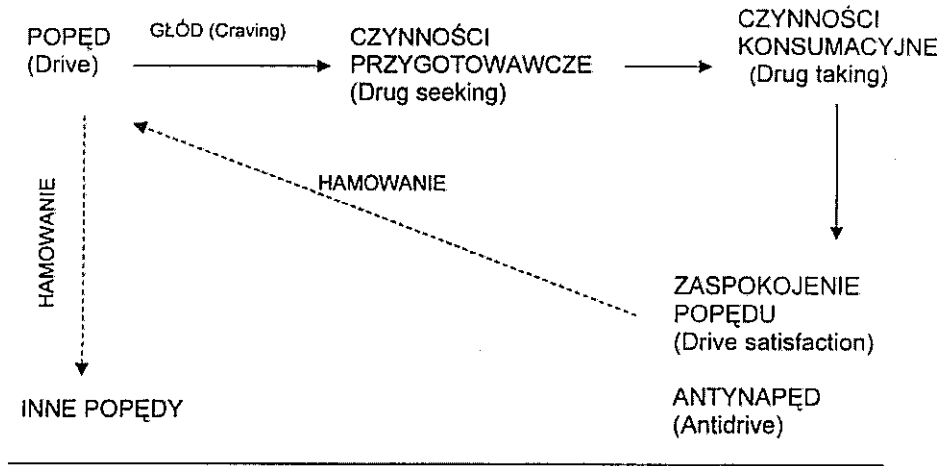 POPĘD
(Drive)
GŁÓD (Craving)
CZYNNOŚCI
PRZYGOTOWAWCZE
(Drug seeking)
CZYNNOŚCI
KONSUMACYJNE
(Drug taking)
HAMOWANIE
HAMOWANIE
ZASPOKOJENIE
POPĘDU
(Drive satisfaction)
INNE POPĘDY
ANTYNAPĘD
(Antidrive)